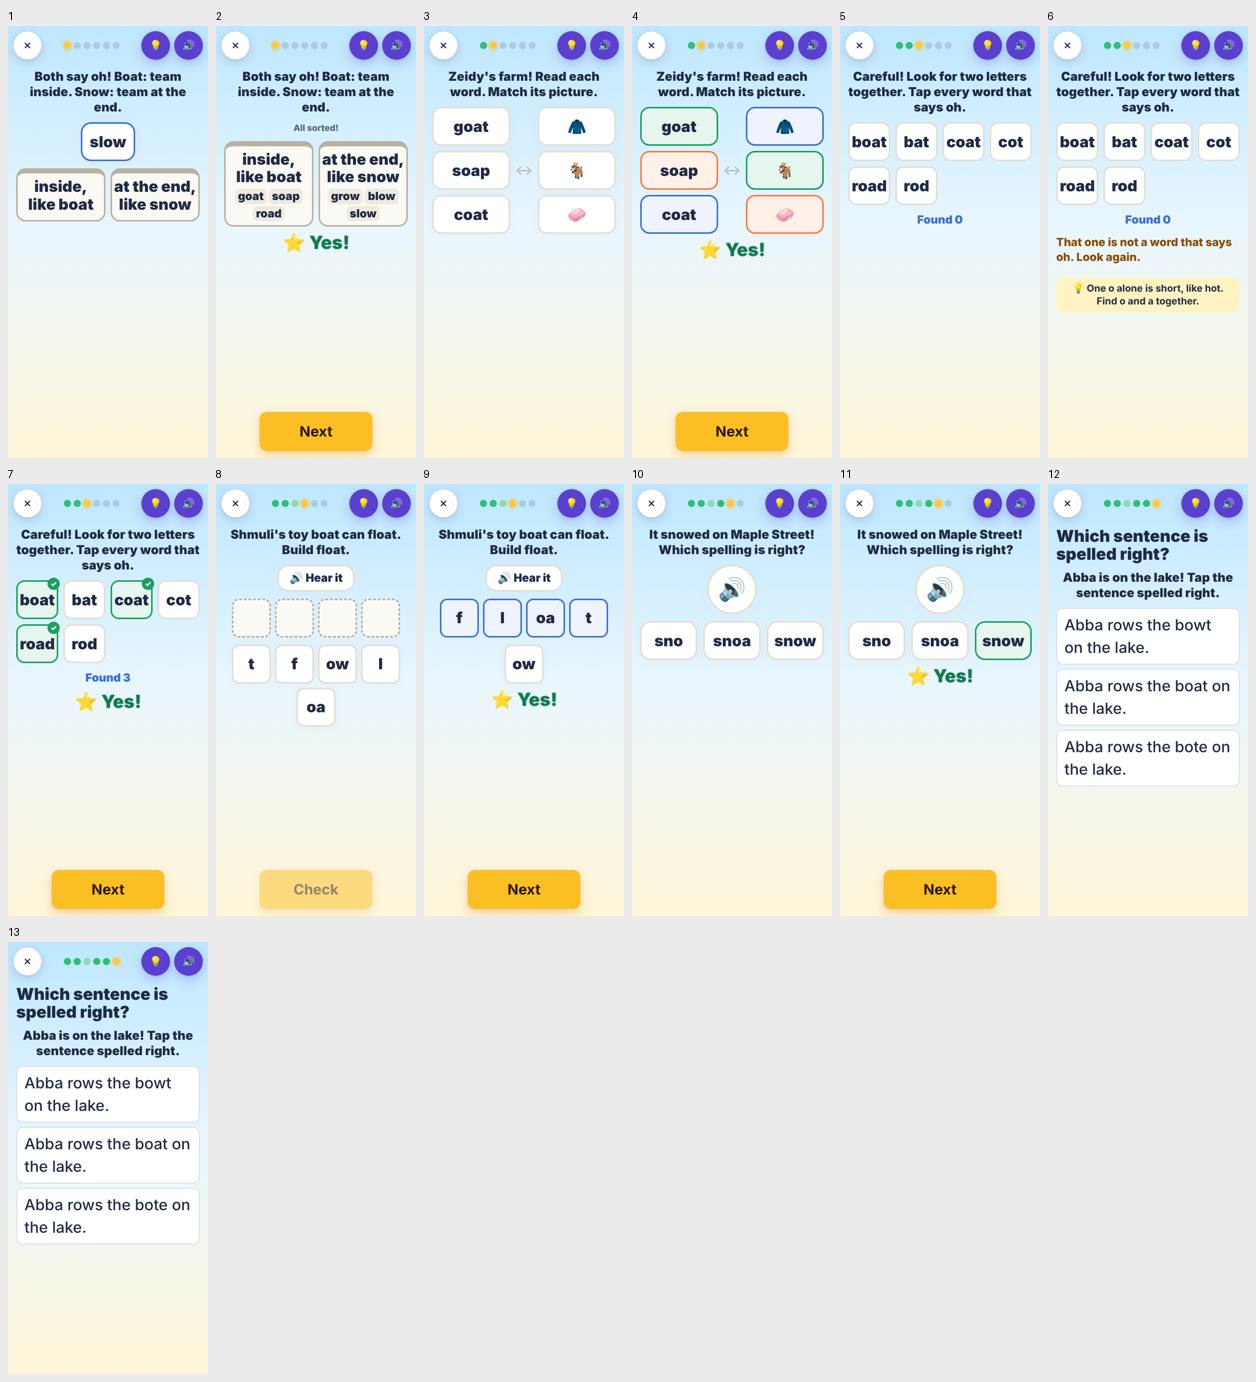 1
Both say oh! Boat: team
inside. Snow: team at the
end.
slow
inside,
like boat
at the end,
like snow
2
Both say oh! Boat: team
inside. Snow: team at the
end.
All sorted!
inside,
like boat
goat soap
road
at the end,
like snow
grow blow
slow
⭐ Yes!
Next
3
Zeidy's farm! Read each
word. Match its picture.
goat
soap
coat
4
Zeidy's farm! Read each
word. Match its picture.
goat
soap
coat
⭐ Yes!
Next
5
Careful! Look for two letters
together. Tap every word that
says oh.
boat bat coat cot
road rod
Found 0
6
Careful! Look for two letters
together. Tap every word that
says oh.
boat bat coat cot
road rod
Found 0
That one is not a word that says
oh. Look again.
💡 One o alone is short, like hot.
Find o and a together.
7
Careful! Look for two letters
together. Tap every word that
says oh.
boat bat coat cot
road rod
Found 3
⭐ Yes!
Next
8
Shmuli's toy boat can float.
Build float.
🔊 Hear it
t f ow l
oa
Check
9
Shmuli's toy boat can float.
Build float.
🔊 Hear it
f l oa t
ow
⭐ Yes!
Next
10
It snowed on Maple Street!
Which spelling is right?
sno snoa snow
11
It snowed on Maple Street!
Which spelling is right?
sno snoa snow
⭐ Yes!
Next
12
Which sentence is
spelled right?
Abba is on the lake! Tap the
sentence spelled right.
Abba rows the bowt
on the lake.
Abba rows the boat on
the lake.
Abba rows the bote on
the lake.
13
Which sentence is
spelled right?
Abba is on the lake! Tap the
sentence spelled right.
Abba rows the bowt
on the lake.
Abba rows the boat on
the lake.
Abba rows the bote on
the lake.